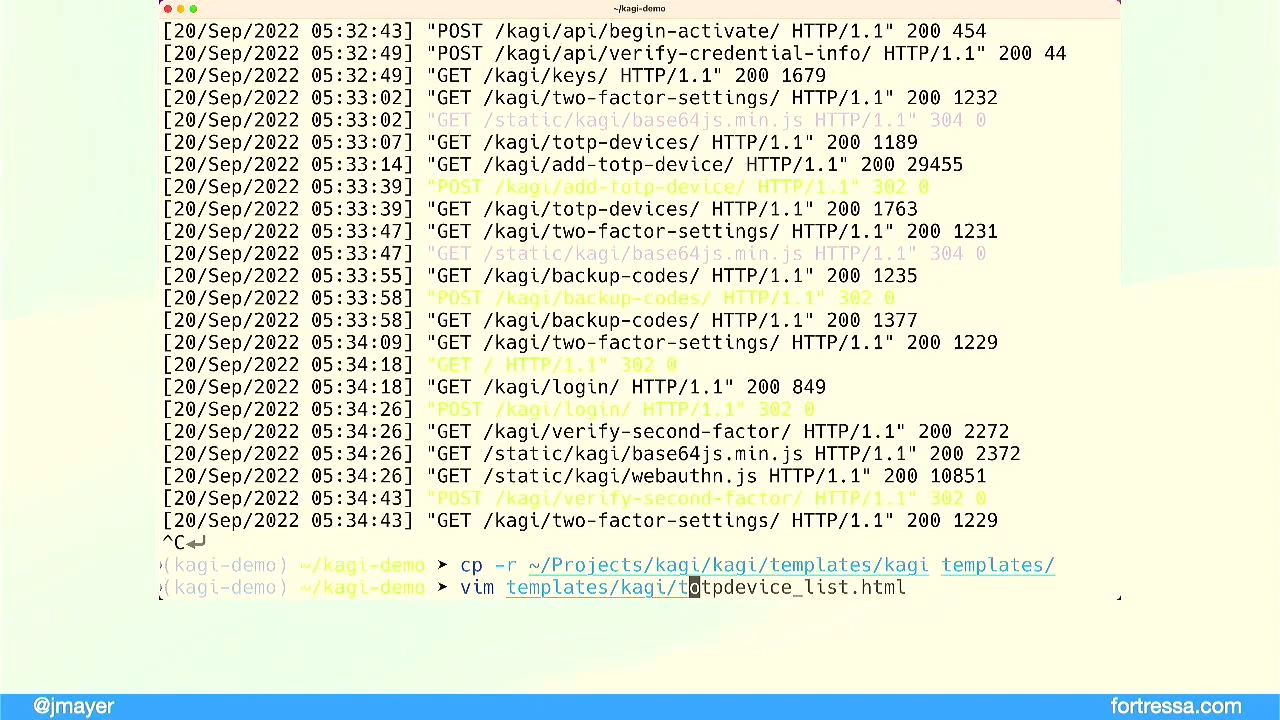 ~/kagi-demo
[20/Sep/2022 05:32:43] "POST /kagi/api/begin-activate/ HTTP/1.1" 200 454
[20/Sep/2022 05:32:49] "POST /kagi/api/verify-credential-info/ HTTP/1.1" 200 44
[20/Sep/2022 05:32:49] "GET /kagi/keys/ HTTP/1.1" 200 1679
[20/Sep/2022 05:33:02] "GET /kagi/two-factor-settings/ HTTP/1.1" 200 1232
[20/Sep/2022 05:33:02] "GET /static/kagi/base64js.min.js HTTP/1.1" 304 0
[20/Sep/2022 05:33:07] "GET /kagi/totp-devices/ HTTP/1.1" 200 1189
[20/Sep/2022 05:33:14] "GET /kagi/add-totp-device/ HTTP/1.1" 200 29455
[20/Sep/2022 05:33:39] "POST /kagi/add-totp-device/ HTTP/1.1" 302 0
[20/Sep/2022 05:33:39] "GET /kagi/totp-devices/ HTTP/1.1" 200 1763
[20/Sep/2022 05:33:47] "GET /kagi/two-factor-settings/ HTTP/1.1" 200 1231
[20/Sep/2022 05:33:47] "GET /static/kagi/base64js.min.js HTTP/1.1" 304 0
[20/Sep/2022 05:33:55] "GET /kagi/backup-codes/ HTTP/1.1" 200 1235
[20/Sep/2022 05:33:58] "POST /kagi/backup-codes/ HTTP/1.1" 302 0
[20/Sep/2022 05:33:58] "GET /kagi/backup-codes/ HTTP/1.1" 200 1377
[20/Sep/2022 05:34:09] "GET /kagi/two-factor-settings/ HTTP/1.1" 200 1229
[20/Sep/2022 05:34:18] "GET / HTTP/1.1" 302 0
[20/Sep/2022 05:34:18] "GET /kagi/login/ HTTP/1.1" 200 849
[20/Sep/2022 05:34:26] "POST /kagi/login/ HTTP/1.1" 302 0
[20/Sep/2022 05:34:26] "GET /kagi/verify-second-factor/ HTTP/1.1" 200 2272
[20/Sep/2022 05:34:26] "GET /static/kagi/base64js.min.js HTTP/1.1" 200 2372
[20/Sep/2022 05:34:26] "GET /static/kagi/webauthn.js HTTP/1.1" 200 10851
[20/Sep/2022 05:34:43] "POST /kagi/verify-second-factor/ HTTP/1.1" 302 0
[20/Sep/2022 05:34:43] "GET /kagi/two-factor-settings/ HTTP/1.1" 200 1229
^C⏎
(kagi-demo) ~/kagi-demo ➤ cp -r ~/Projects/kagi/kagi/templates/kagi templates/
(kagi-demo) ~/kagi-demo ➤ vim templates/kagi/totpdevice_list.html
@jmayer
fortressa.com